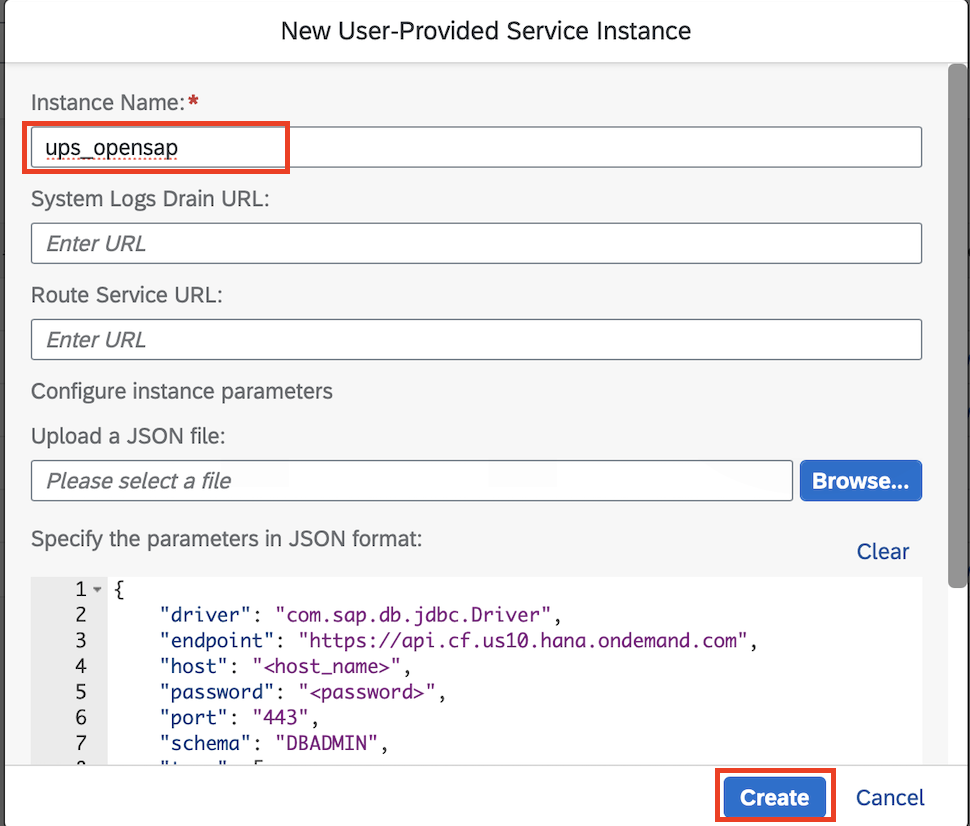 New User-Provided Service Instance
Instance Name:*
ups_opensap
System Logs Drain URL:
Enter URL
Route Service URL:
Enter URL
Configure instance parameters
Upload a JSON file:
Please select a file
Browse...
Specify the parameters in JSON format:
Clear
1 {
2 "driver": "com.sap.db.jdbc.Driver",
3 "endpoint": "https://api.cf.us10.hana.ondemand.com",
4 "host": "<host_name>",
5 "password": "<password>",
6 "port": "443",
7 "schema": "DBADMIN",
Create
Cancel